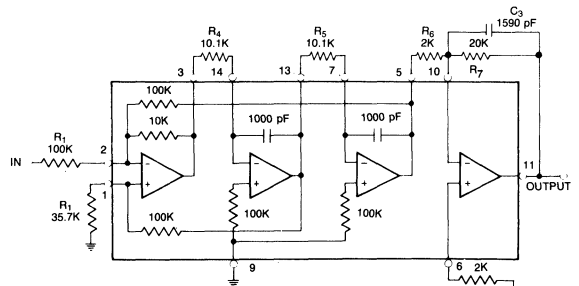 C3
1590 pF
R4
10.1K
R5
10.1K
R6
2K
20K
R7
3 14 13 7 5 10
100K
10K
1000 pF
1000 pF
R1
100K
IN
2
−
+
−
+
−
+
−
+
11
OUTPUT
1
R1
35.7K
100K
100K
100K
9
6
2K